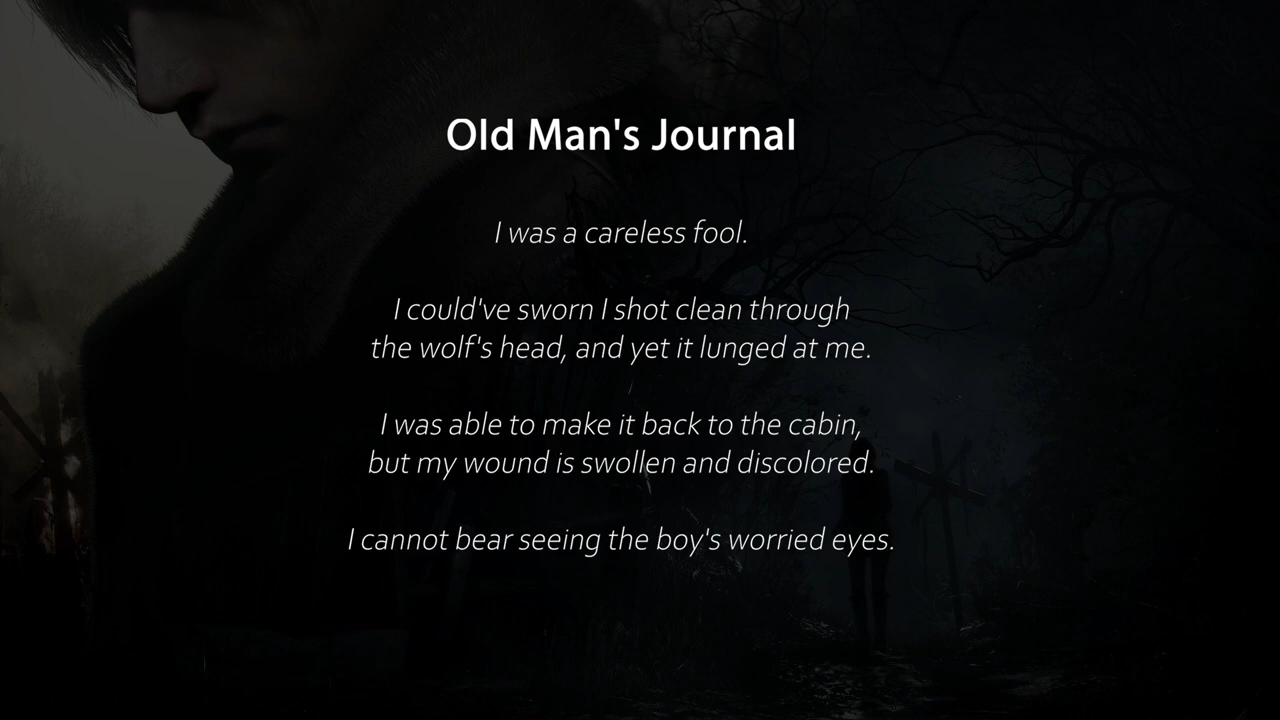 Old Man's Journal
I was a careless fool.
I could've sworn I shot clean through
the wolf's head, and yet it lunged at me.
I was able to make it back to the cabin,
but my wound is swollen and discolored.
I cannot bear seeing the boy's worried eyes.